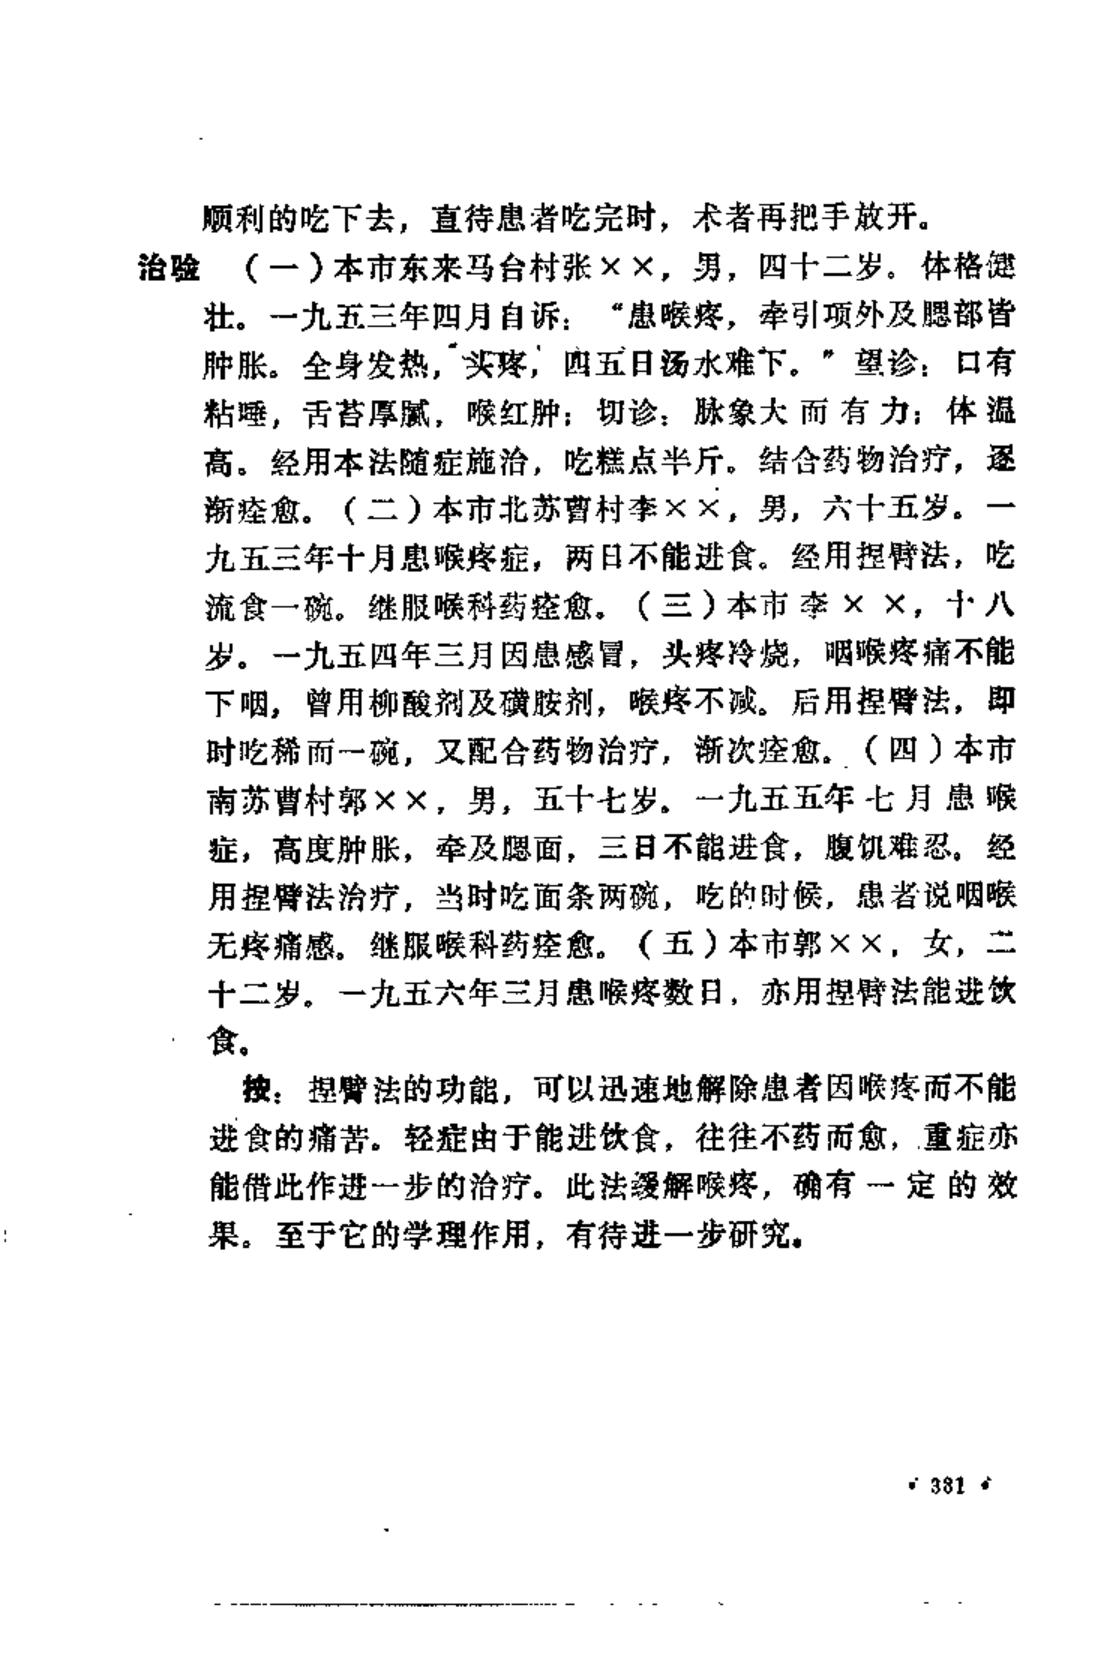 顺利的吃下去，直待患者吃完时，术者再把手放开。
治验　（一）本市东来马台村张××，男，四十二岁。体格健
壮。一九五三年四月自诉：“患喉疼，牵引项外及腮部皆
肿胀。全身发热，头疼，四五日汤水难下。”望诊：口有
粘唾，舌苔厚腻，喉红肿；切诊：脉象大而有力；体温
高。经用本法随症施治，吃糕点半斤。结合药物治疗，逐
渐痊愈。（二）本市北苏曹村李××，男，六十五岁。一
九五三年十月患喉疼症，两日不能进食。经用捏臂法，吃
流食一碗。继服喉科药痊愈。（三）本市李××，十八
岁。一九五四年三月因患感冒，头疼冷烧，咽喉疼痛不能
下咽，曾用柳酸剂及磺胺剂，喉疼不减。后用捏臂法，即
时吃稀而一碗，又配合药物治疗，渐次痊愈。（四）本市
南苏曹村郭××，男，五十七岁。一九五五年七月患喉
症，高度肿胀，牵及腮面，三日不能进食，腹饥难忍。经
用捏臂法治疗，当时吃面条两碗，吃的时候，患者说咽喉
无疼痛感。继服喉科药痊愈。（五）本市郭××，女，二
十二岁。一九五六年三月患喉疼数日，亦用捏臂法能进饮
食。
按：捏臂法的功能，可以迅速地解除患者因喉疼而不能
进食的痛苦。轻症由于能进饮食，往往不药而愈，重症亦
能借此作进一步的治疗。此法缓解喉疼，确有一定的效
果。至于它的学理作用，有待进一步研究。
· 381 ·